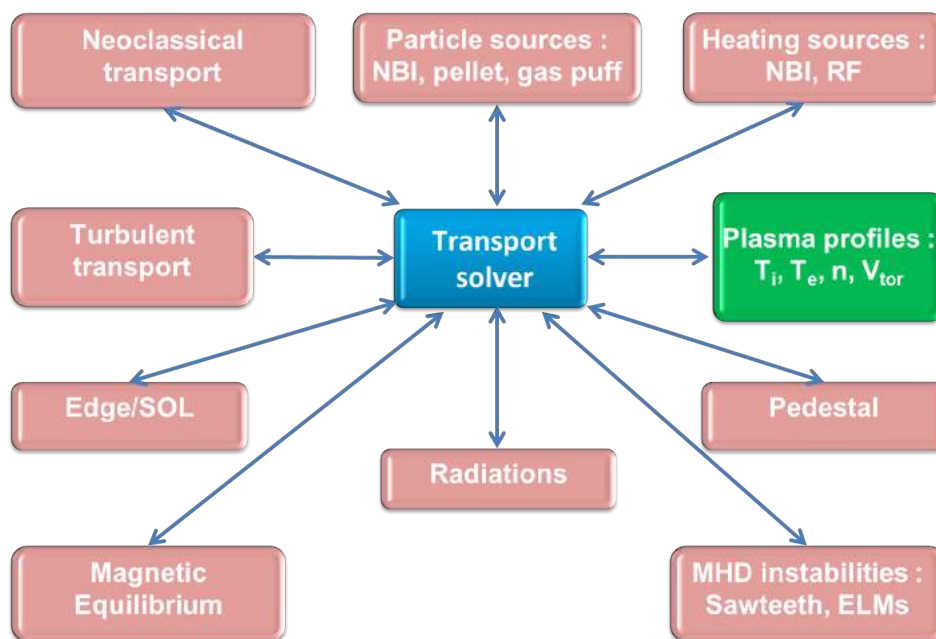 Neoclassical
transport
Particle sources :
NBI, pellet, gas puff
Heating sources :
NBI, RF
Turbulent
transport
Transport
solver
Plasma profiles :
Tᵢ, Tₑ, n, Vₜₒᵣ
Edge/SOL
Radiations
Pedestal
Magnetic
Equilibrium
MHD instabilities :
Sawteeth, ELMs